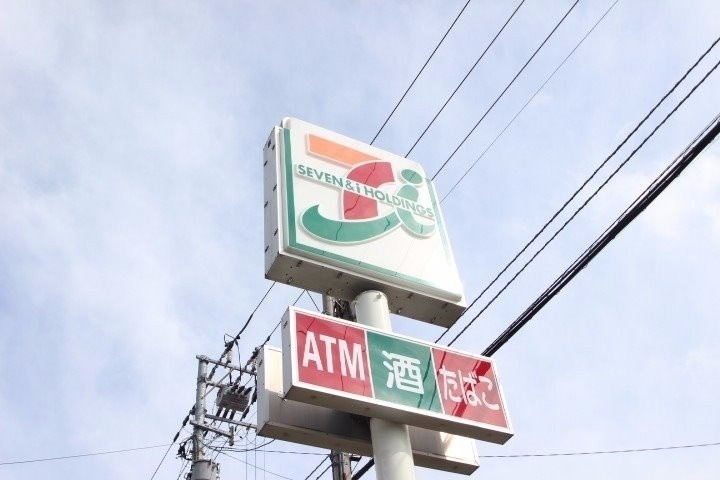 SEVEN & i HOLDINGS
ATM 酒 たばこ